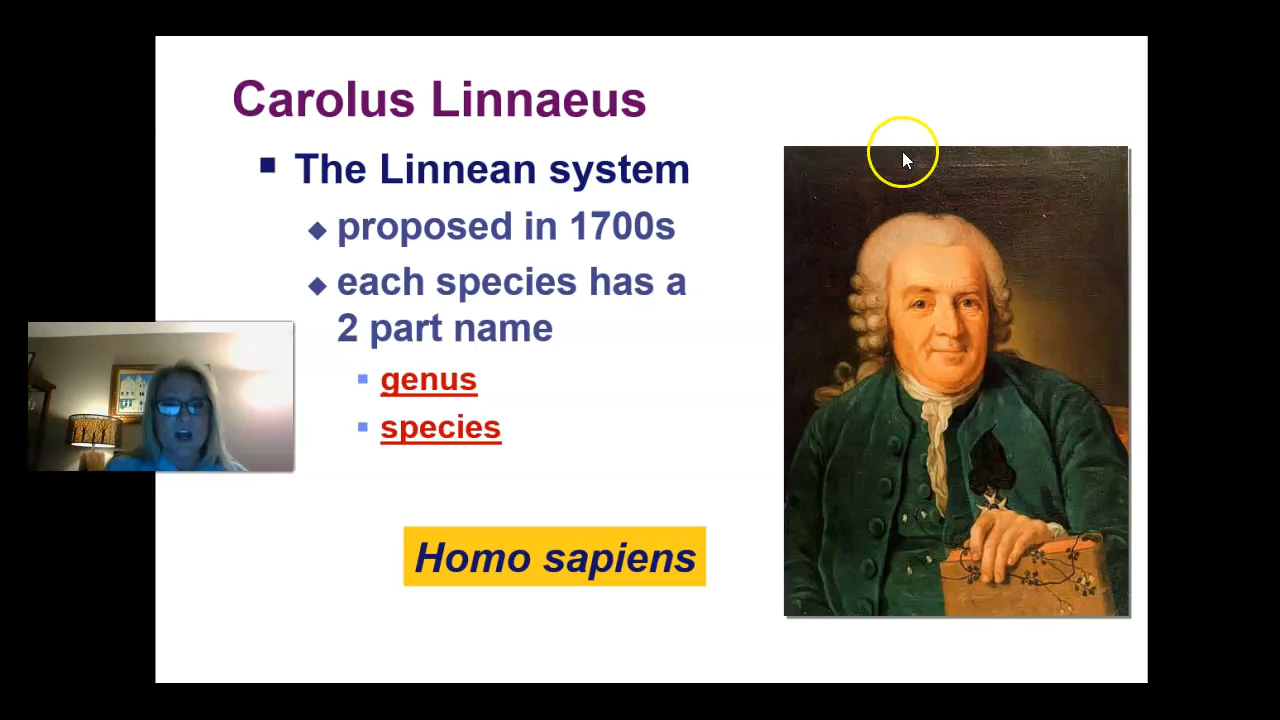 Carolus Linnaeus
The Linnean system
proposed in 1700s
each species has a
2 part name
genus
species
Homo sapiens